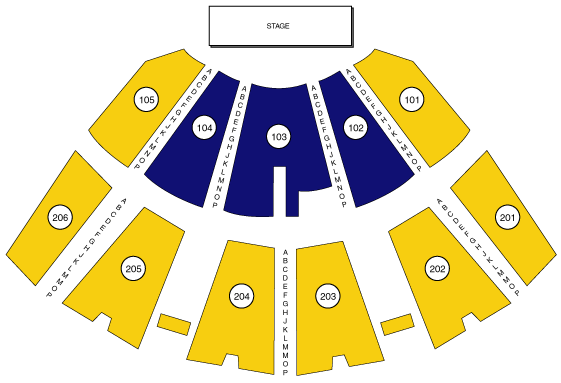 STAGE
105
A B C D E F G H J K L M N O P
104
A B C D E F G H J K L M N O P
103
A B C D E F G H J K L M N O P
102
A B C D E F G H J K L M N O P
101
206
A B C D E F G H J K L M M O P
205
204
A B C D E F G H J K L M M O P
203
202
A B C D E F G H J K L M M O P
201